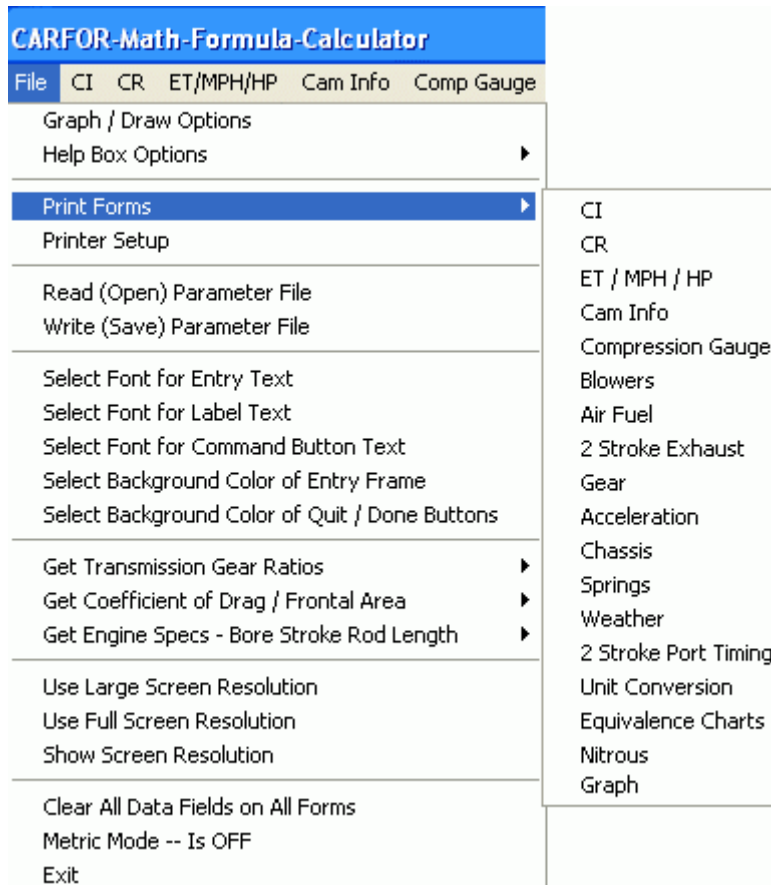 CARFOR-Math-Formula-Calculator
File CI CR ET/MPH/HP Cam Info Comp Gauge
Graph / Draw Options
Help Box Options
Print Forms
Printer Setup
Read (Open) Parameter File
Write (Save) Parameter File
Select Font for Entry Text
Select Font for Label Text
Select Font for Command Button Text
Select Background Color of Entry Frame
Select Background Color of Quit / Done Buttons
Get Transmission Gear Ratios
Get Coefficient of Drag / Frontal Area
Get Engine Specs - Bore Stroke Rod Length
Use Large Screen Resolution
Use Full Screen Resolution
Show Screen Resolution
Clear All Data Fields on All Forms
Metric Mode -- Is OFF
Exit
CI
CR
ET / MPH / HP
Cam Info
Compression Gauge
Blowers
Air Fuel
2 Stroke Exhaust
Gear
Acceleration
Chassis
Springs
Weather
2 Stroke Port Timing
Unit Conversion
Equivalence Charts
Nitrous
Graph